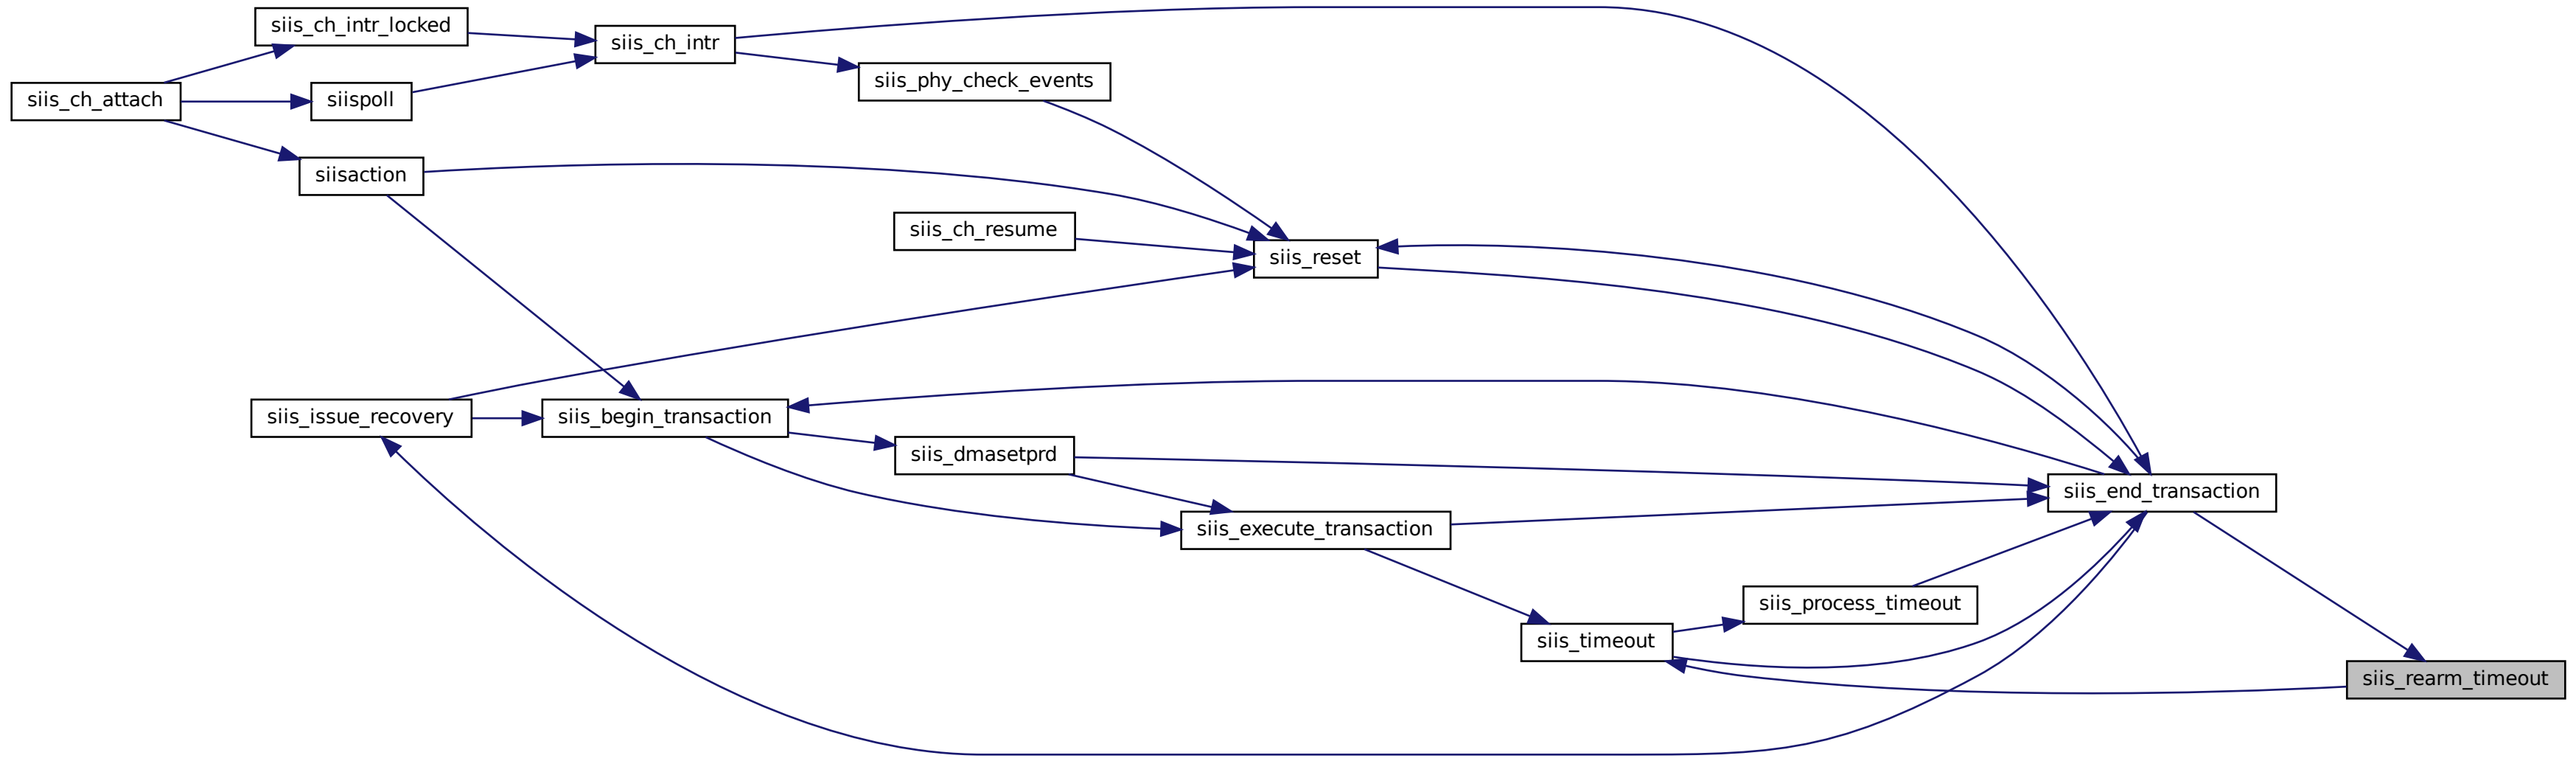 siis_ch_intr_locked
siis_ch_intr
siis_phy_check_events
siis_ch_attach
siispoll
siisaction
siis_ch_resume
siis_reset
siis_issue_recovery
siis_begin_transaction
siis_dmasetprd
siis_end_transaction
siis_execute_transaction
siis_process_timeout
siis_timeout
siis_rearm_timeout